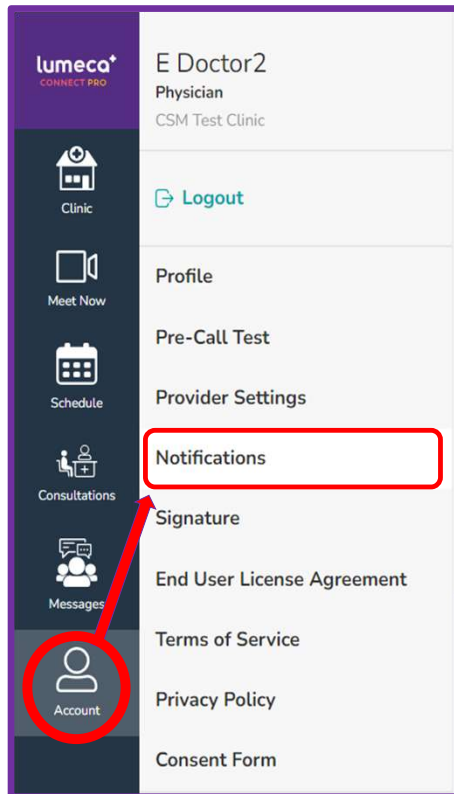 lumeca+
CONNECT PRO
Clinic
Meet Now
Schedule
Consultations
Messages
Account
E Doctor2
Physician
CSM Test Clinic
Logout
Profile
Pre-Call Test
Provider Settings
Notifications
Signature
End User License Agreement
Terms of Service
Privacy Policy
Consent Form